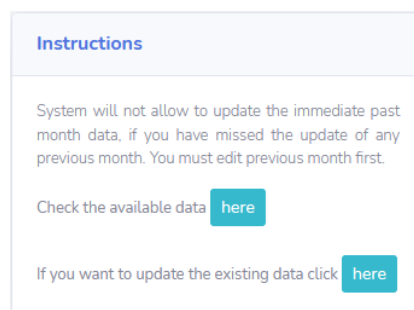 Instructions
System will not allow to update the immediate past
month data, if you have missed the update of any
previous month. You must edit previous month first.
Check the available data here
If you want to update the existing data click here